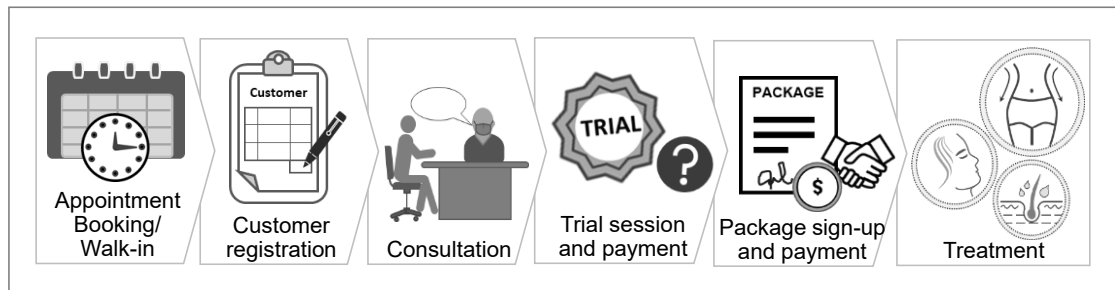 Appointment
Booking/
Walk-in
Customer
Customer
registration
Consultation
TRIAL
?
Trial session
and payment
PACKAGE
$
Package sign-up
and payment
Treatment